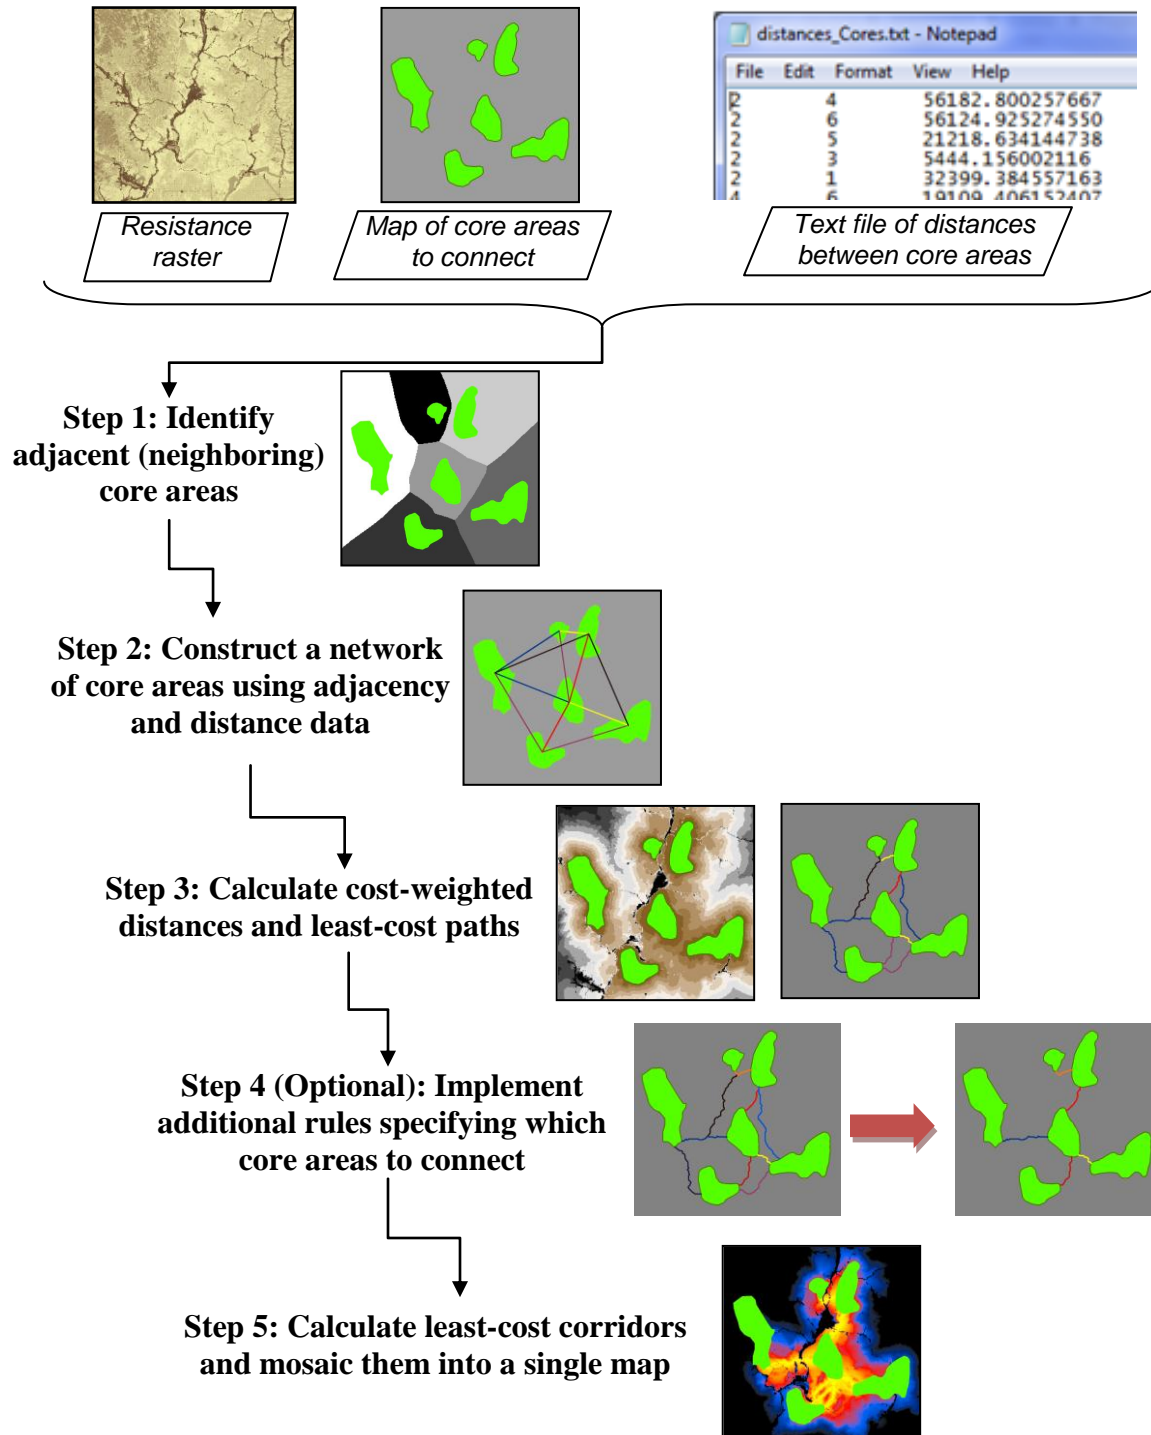 distances_Cores.txt - Notepad
File Edit Format View Help
2 4 56182.800257667
2 6 56124.925274550
2 5 21218.634144738
2 3 5444.156002116
2 1 32399.384557163
4 6 19109.406152407
Resistance
raster
Map of core areas
to connect
Text file of distances
between core areas
Step 1: Identify
adjacent (neighboring)
core areas
Step 2: Construct a network
of core areas using adjacency
and distance data
Step 3: Calculate cost-weighted
distances and least-cost paths
Step 4 (Optional): Implement
additional rules specifying which
core areas to connect
Step 5: Calculate least-cost corridors
and mosaic them into a single map